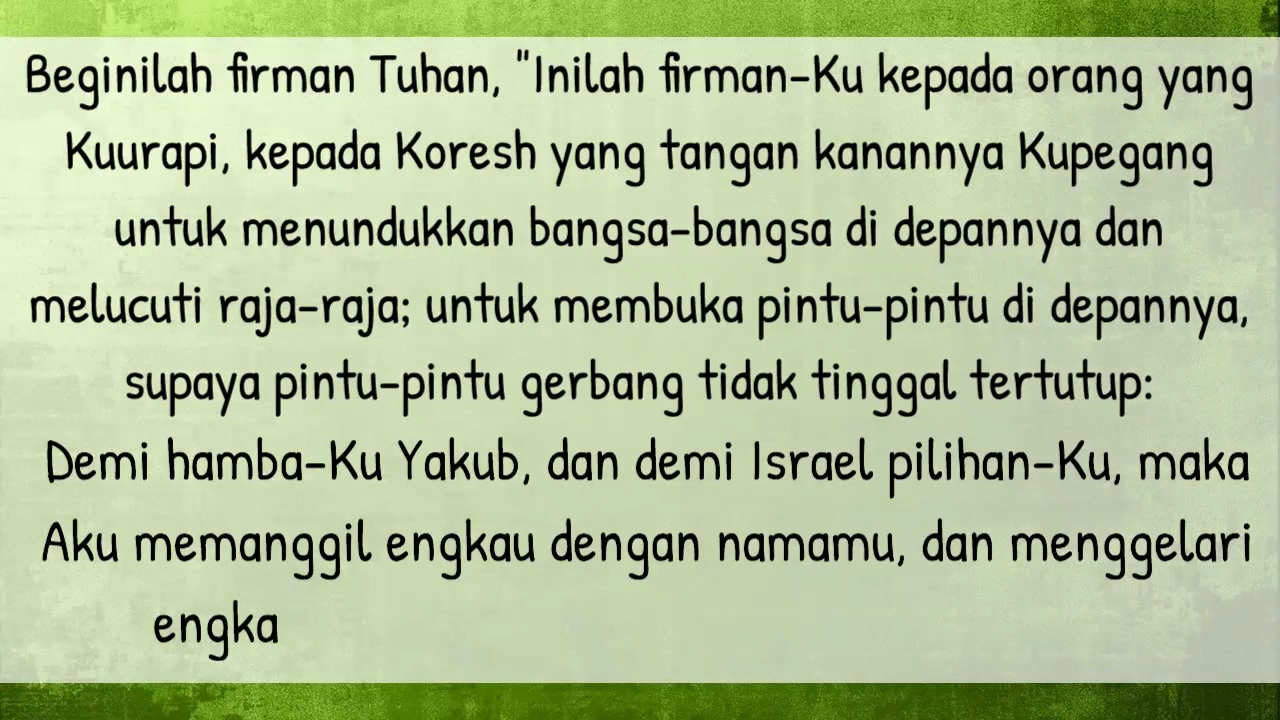 Beginilah firman Tuhan, "Inilah firman-Ku kepada orang yang
Kuurapi, kepada Koresh yang tangan kanannya Kupegang
untuk menundukkan bangsa-bangsa di depannya dan
melucuti raja-raja; untuk membuka pintu-pintu di depannya,
supaya pintu-pintu gerbang tidak tinggal tertutup:
Demi hamba-Ku Yakub, dan demi Israel pilihan-Ku, maka
Aku memanggil engkau dengan namamu, dan menggelari
engka